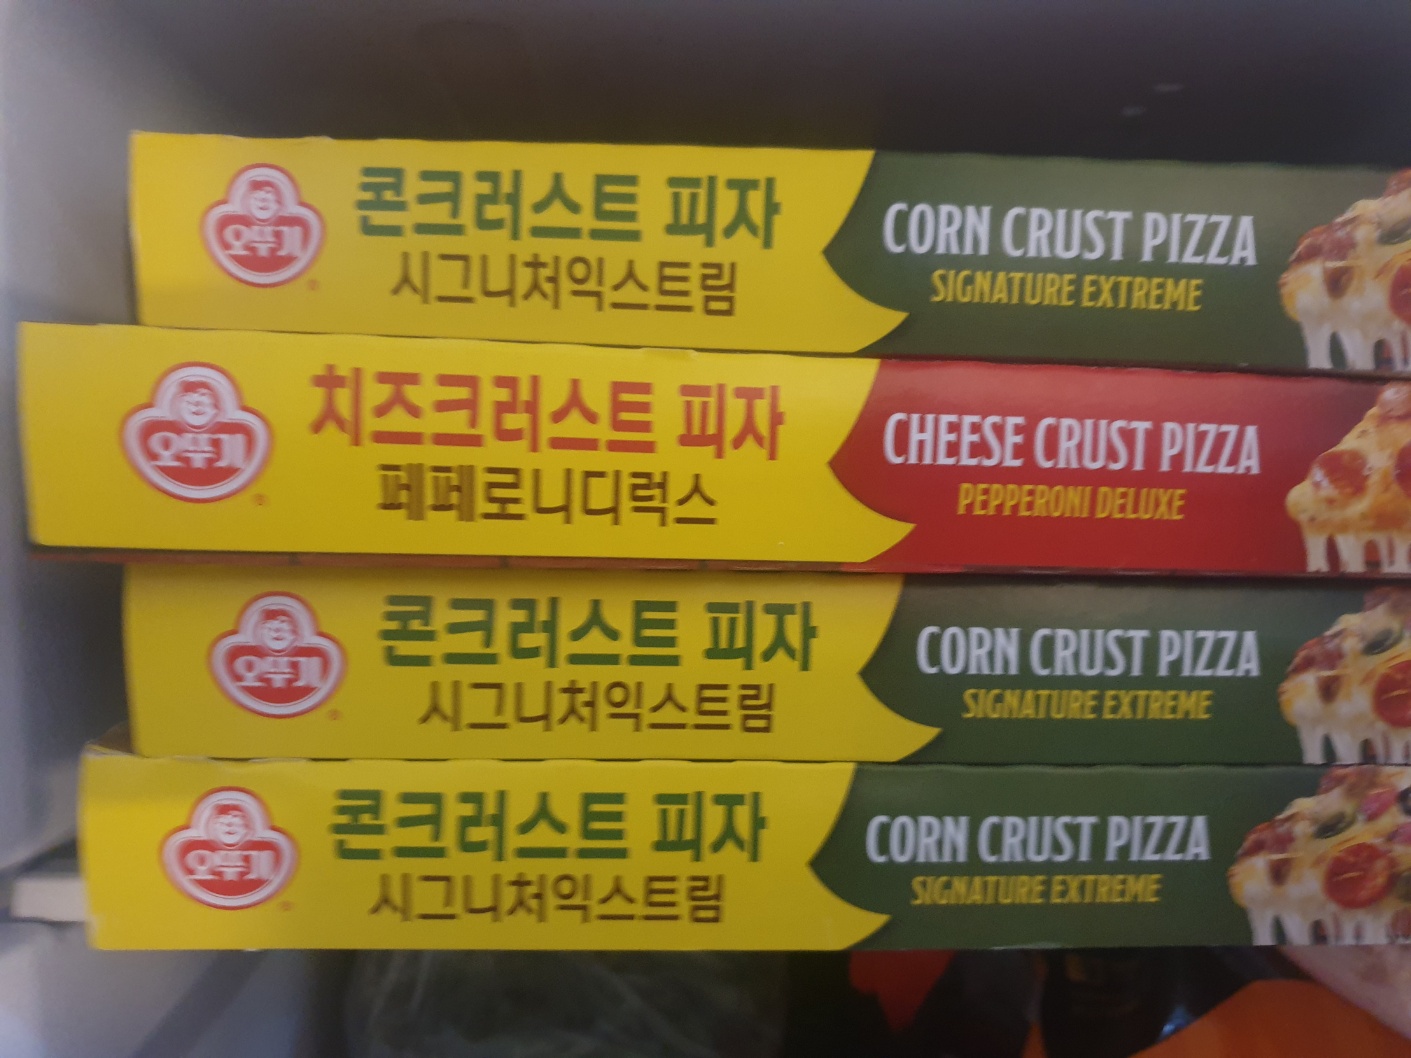 오뚜기
콘크러스트 피자
시그니처익스트림
CORN CRUST PIZZA
SIGNATURE EXTREME
오뚜기
치즈크러스트 피자
페페로니디럭스
CHEESE CRUST PIZZA
PEPPERONI DELUXE
오뚜기
콘크러스트 피자
시그니처익스트림
CORN CRUST PIZZA
SIGNATURE EXTREME
오뚜기
콘크러스트 피자
시그니처익스트림
CORN CRUST PIZZA
SIGNATURE EXTREME